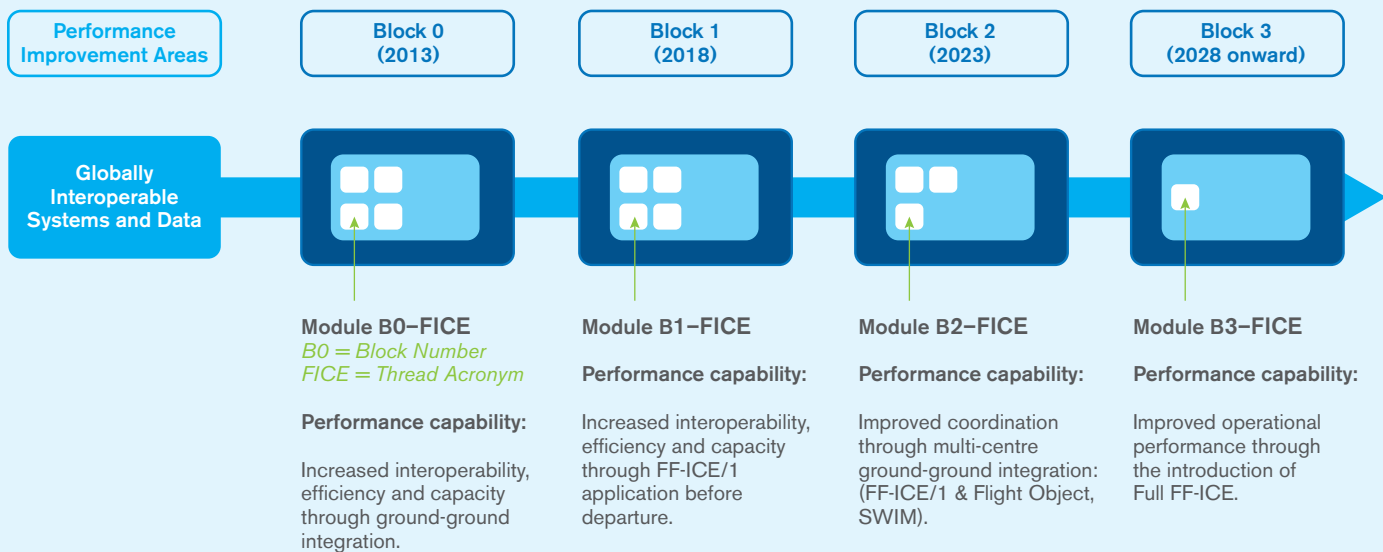 Performance
Improvement Areas
Block 0
(2013)
Block 1
(2018)
Block 2
(2023)
Block 3
(2028 onward)
Globally
Interoperable
Systems and Data
Module B0–FICE
B0 = Block Number
FICE = Thread Acronym
Performance capability:
Increased interoperability,
efficiency and capacity
through ground-ground
integration.
Module B1–FICE
Performance capability:
Increased interoperability,
efficiency and capacity
through FF-ICE/1
application before
departure.
Module B2–FICE
Performance capability:
Improved coordination
through multi-centre
ground-ground integration:
(FF-ICE/1 & Flight Object,
SWIM).
Module B3–FICE
Performance capability:
Improved operational
performance through
the introduction of
Full FF-ICE.